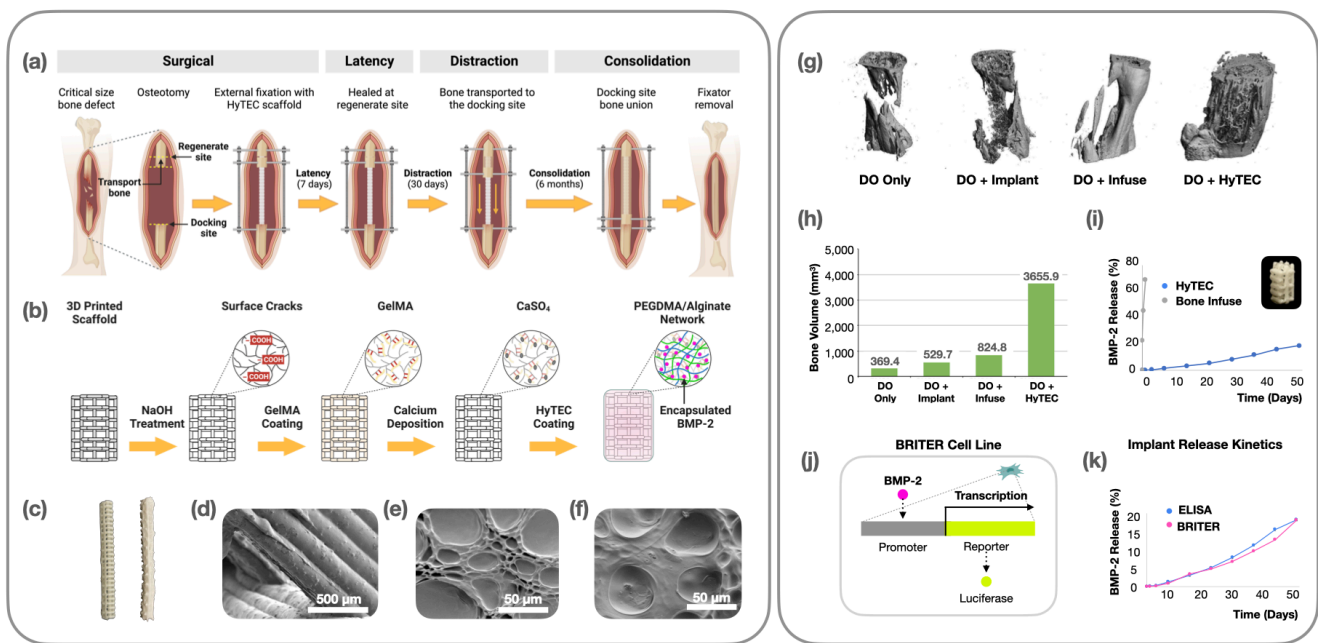 (a)
Surgical
Latency
Distraction
Consolidation
Critical size
bone defect
Osteotomy
External fixation with
HyTEC scaffold
Healed at
regenerate site
Bone transported to
the docking site
Docking site
bone union
Fixator
removal
Regenerate
site
Transport
bone
Docking
site
Latency
(7 days)
Distraction
(30 days)
Consolidation
(6 months)
(b)
3D Printed
Scaffold
Surface Cracks
GelMA
CaSO₄
PEGDMA/Alginate
Network
COOH
COOH
COOH
NaOH
Treatment
GelMA
Coating
Calcium
Deposition
HyTEC
Coating
Encapsulated
BMP-2
(c)
(d)
500 µm
(e)
50 µm
(f)
50 µm
(g)
DO Only
DO + Implant
DO + Infuse
DO + HyTEC
(h)
Bone Volume (mm³)
5,000
4,000
3,000
2,000
1,000
0
369.4
529.7
824.8
3655.9
DO
Only
DO +
Implant
DO +
Infuse
DO +
HyTEC
(i)
BMP-2 Release (%)
80
60
40
20
0
HyTEC
Bone Infuse
0 10 20 30 40 50
Time (Days)
(j)
BRITER Cell Line
BMP-2
Transcription
Promoter
Reporter
Luciferase
(k)
Implant Release Kinetics
BMP-2 Release (%)
20
15
10
5
0
ELISA
BRITER
10 20 30 40 50
Time (Days)